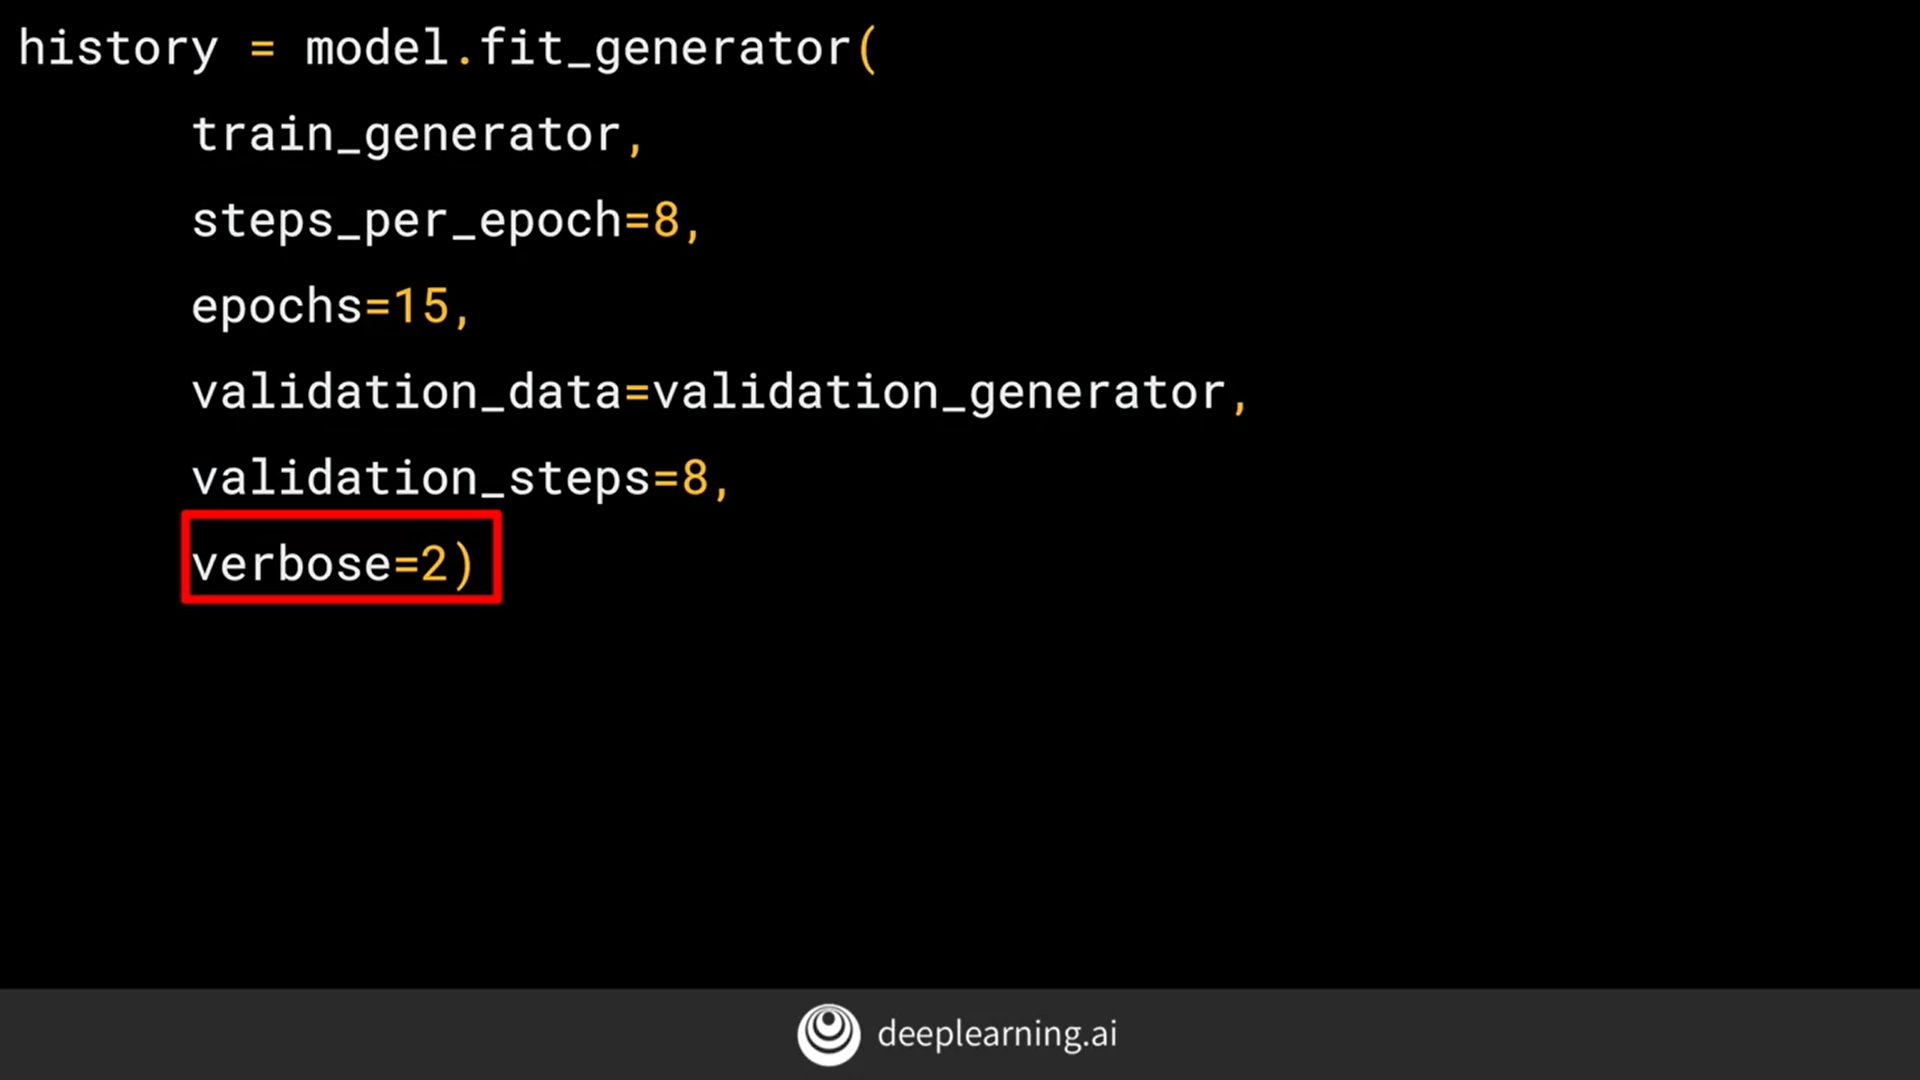 history = model.fit_generator(
train_generator,
steps_per_epoch=8,
epochs=15,
validation_data=validation_generator,
validation_steps=8,
verbose=2)
deeplearning.ai